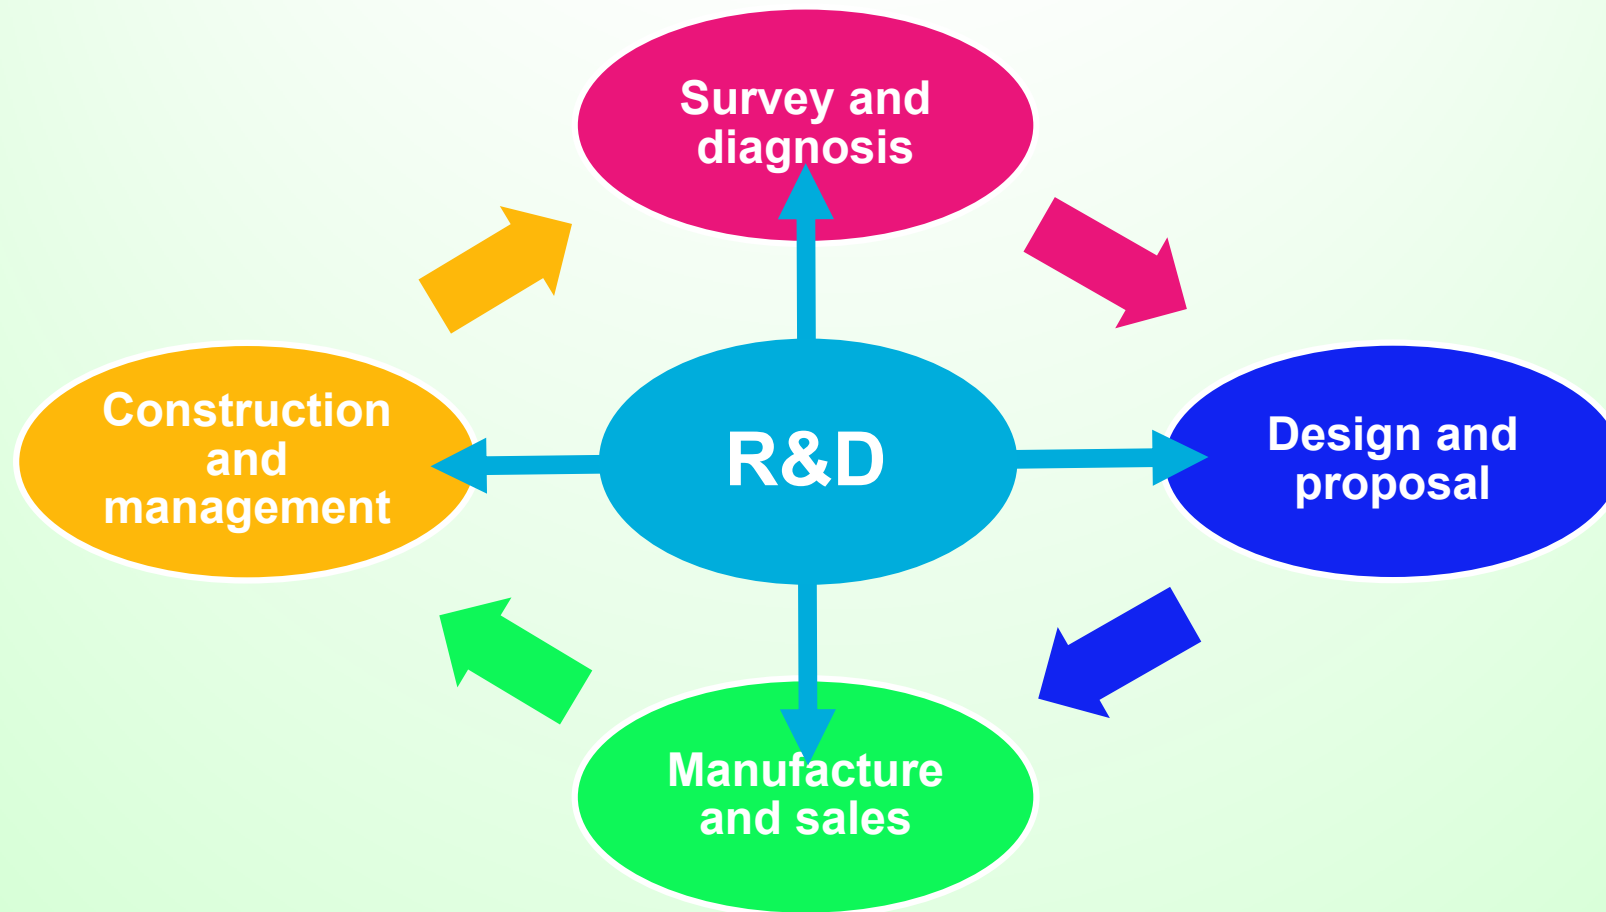 Survey and
diagnosis
Construction
and
management
R&D
Design and
proposal
Manufacture
and sales